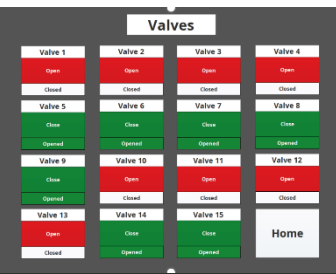 Valves
Valve 1 Valve 2 Valve 3 Valve 4
Open Open Open Open
Closed Closed Closed Closed
Valve 5 Valve 6 Valve 7 Valve 8
Close Close Close Close
Opened Opened Opened Opened
Valve 9 Valve 10 Valve 11 Valve 12
Close Open Open Open
Opened Closed Closed Closed
Valve 13 Valve 14 Valve 15
Open Close Close Home
Closed Opened Opened